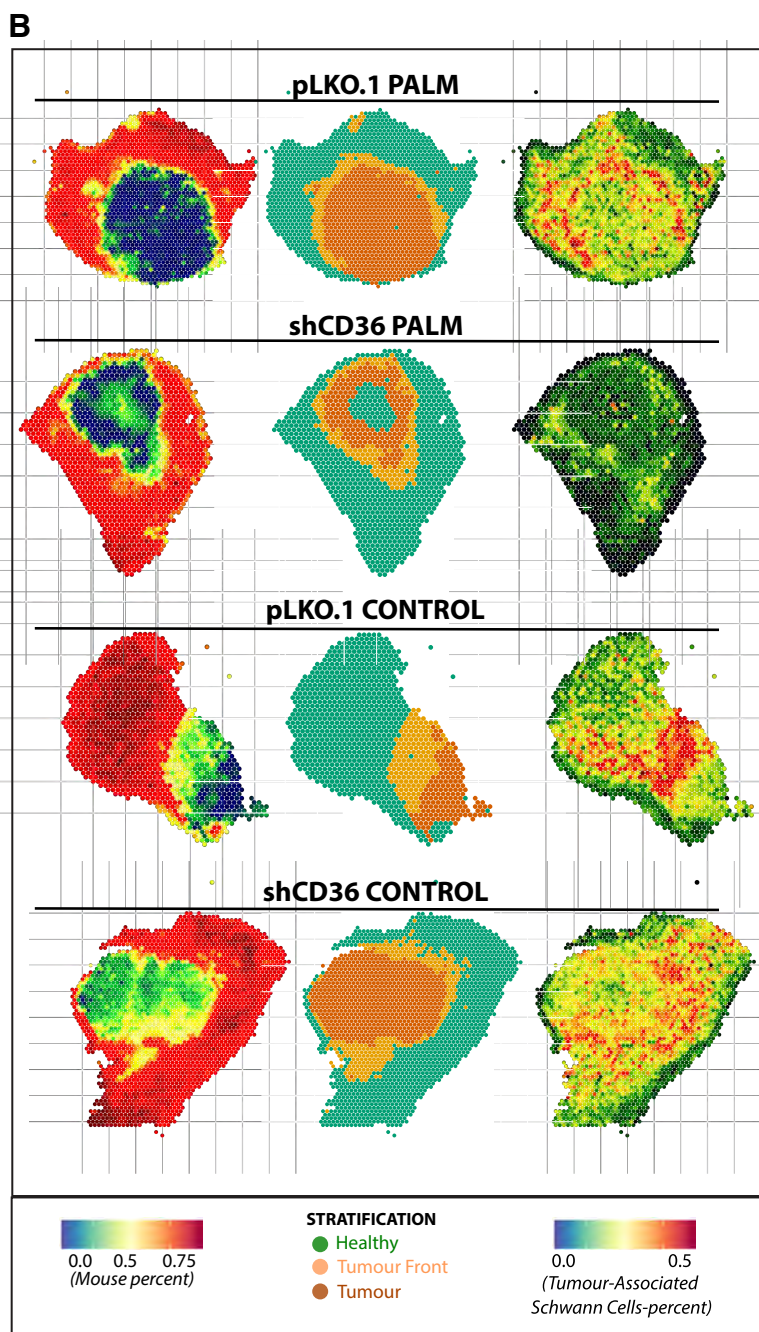 B
pLKO.1 PALM
shCD36 PALM
pLKO.1 CONTROL
shCD36 CONTROL
0.0 0.5 0.75
(Mouse percent)
STRATIFICATION
Healthy
Tumour Front
Tumour
0.0 0.5
(Tumour-Associated
Schwann Cells-percent)